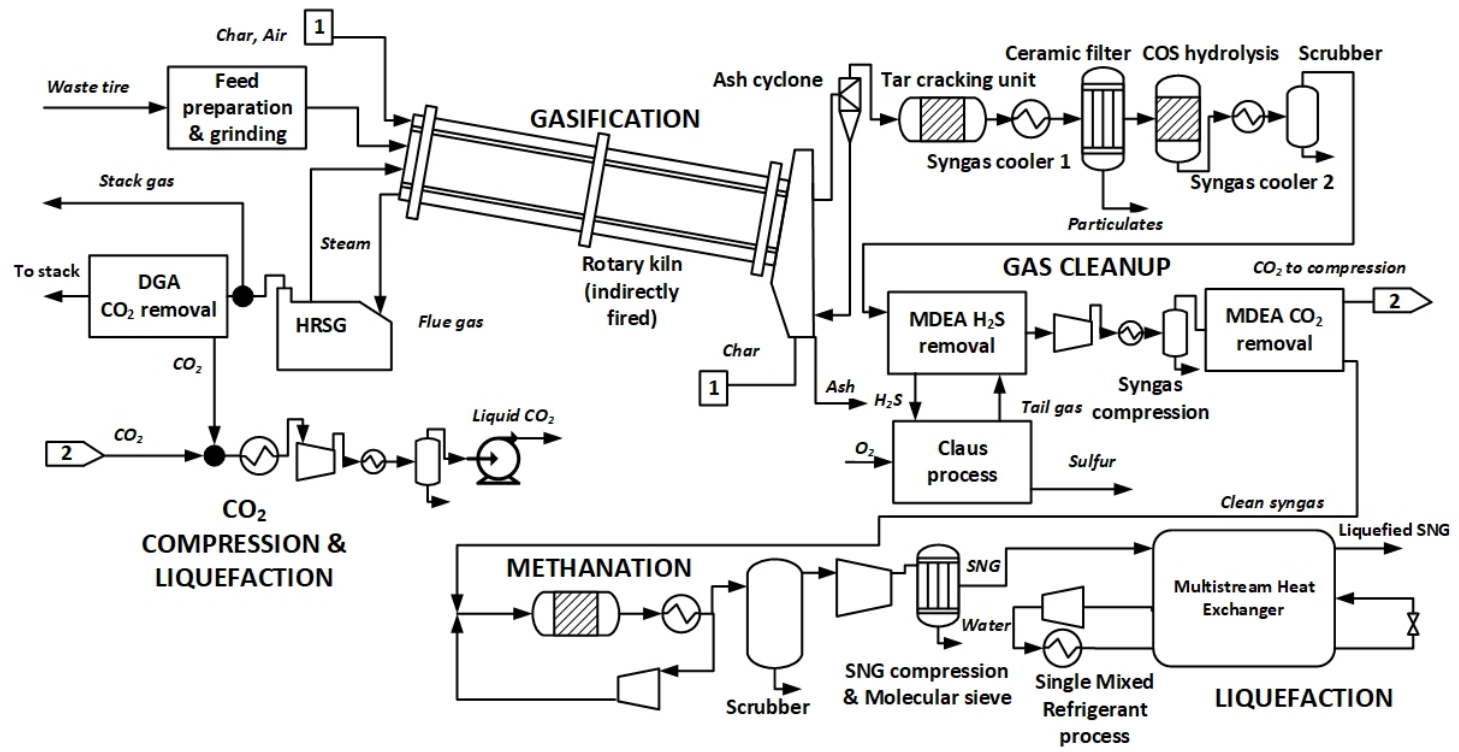 Char, Air
1
Waste tire
Feed
preparation
& grinding
GASIFICATION
Ash cyclone
Tar cracking unit
Ceramic filter
COS hydrolysis
Scrubber
Syngas cooler 1
Syngas cooler 2
Particulates
Stack gas
Steam
To stack
DGA
CO₂ removal
HRSG
Flue gas
Rotary kiln
(indirectly
fired)
GAS CLEANUP
CO₂ to compression
2
MDEA H₂S
removal
MDEA CO₂
removal
Syngas
compression
Char
1
Ash
CO₂
H₂S
Tail gas
O₂
Claus
process
Sulfur
Clean syngas
2
CO₂
Liquid CO₂
CO₂
COMPRESSION &
LIQUEFACTION
METHANATION
Scrubber
SNG
Water
SNG compression
& Molecular sieve
Multistream Heat
Exchanger
Liquefied SNG
Single Mixed
Refrigerant
process
LIQUEFACTION